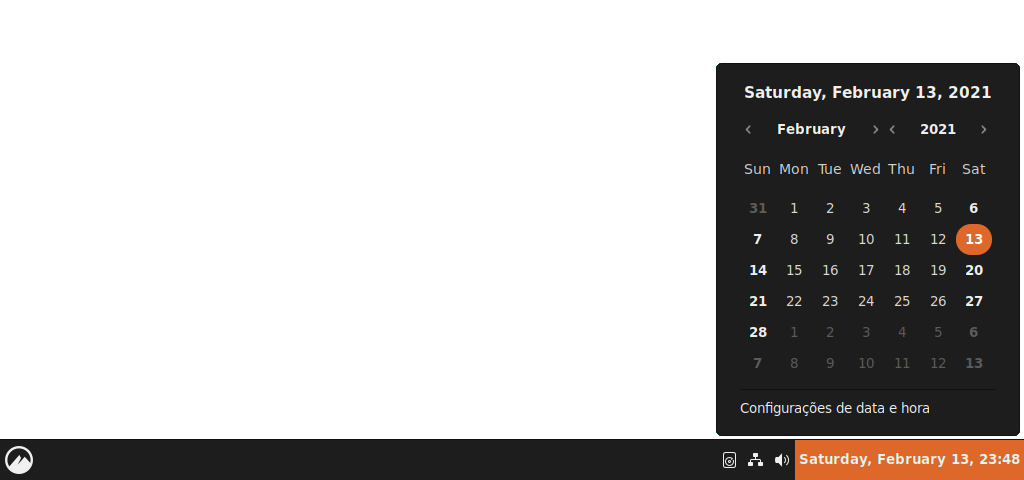 Saturday, February 13, 2021
February 2021
Sun Mon Tue Wed Thu Fri Sat
31 1 2 3 4 5 6
7 8 9 10 11 12 13
14 15 16 17 18 19 20
21 22 23 24 25 26 27
28 1 2 3 4 5 6
7 8 9 10 11 12 13
Configurações de data e hora
Saturday, February 13, 23:48